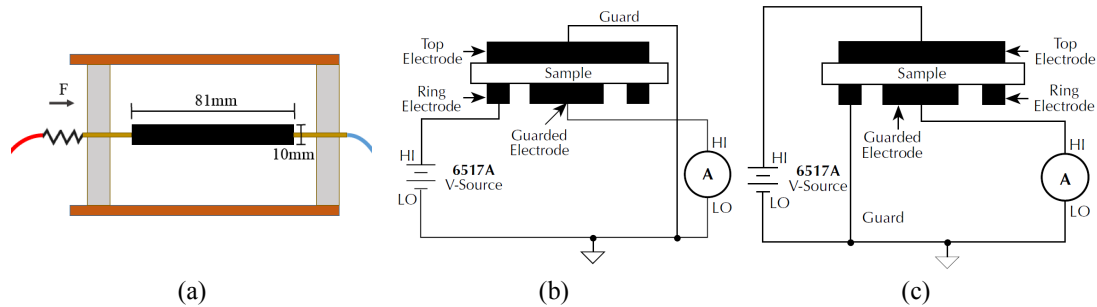 F
81mm
10mm
(a)
Guard
Top
Electrode
Sample
Ring
Electrode
Guarded
Electrode
HI
6517A
V-Source
LO
HI
A
LO
(b)
Top
Electrode
Sample
Ring
Electrode
Guarded
Electrode
HI
6517A
V-Source
LO
Guard
HI
A
LO
(c)